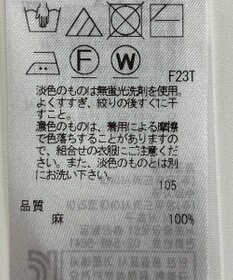 F W
F23T
淡色のものは無蛍光洗剤を使用。
よくすすぎ、絞りの後すぐに干
すこと。
濃色のものは、着用による摩擦
で色落ちすることがありますの
で、組合せの衣服にご注意くだ
さい。また、淡色のものとは別
にお洗い下さい。
105
品質
麻 100%